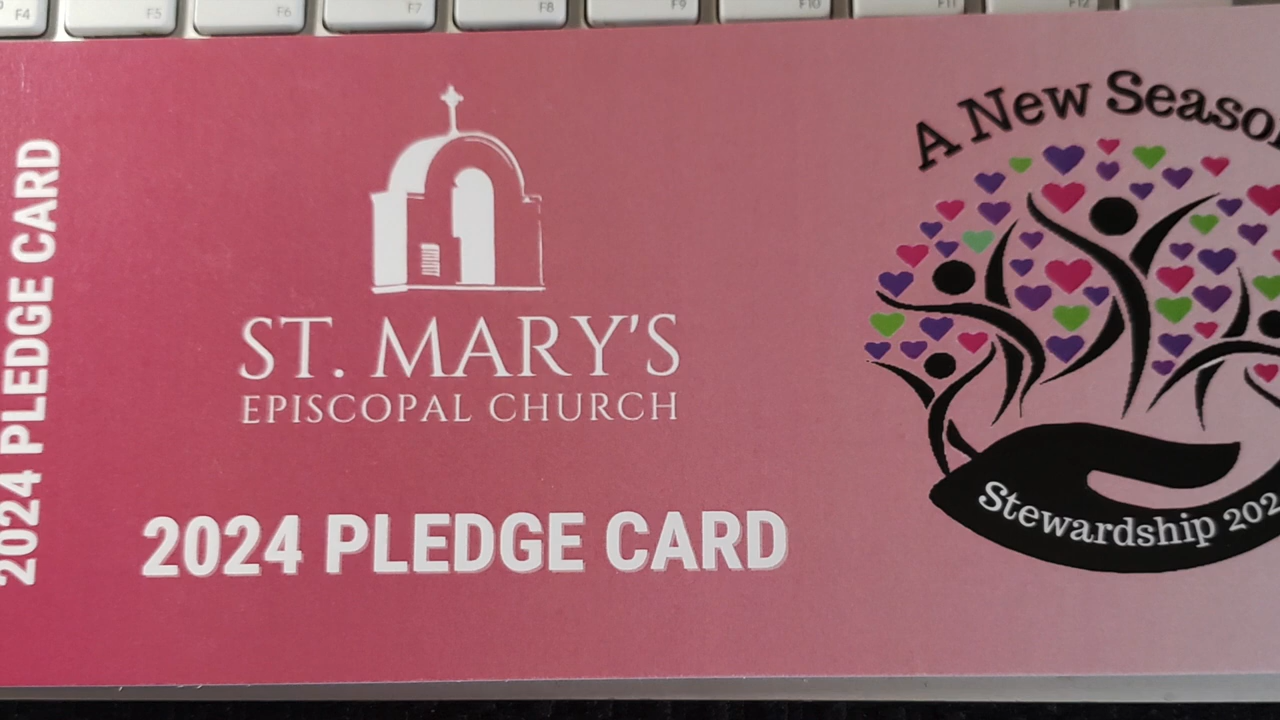 F4
F5
F6
F7
F8
F9
F10
F11
F12
2024 PLEDGE CARD
ST. MARY'S
EPISCOPAL CHURCH
2024 PLEDGE CARD
A New Seaso
Stewardship 202